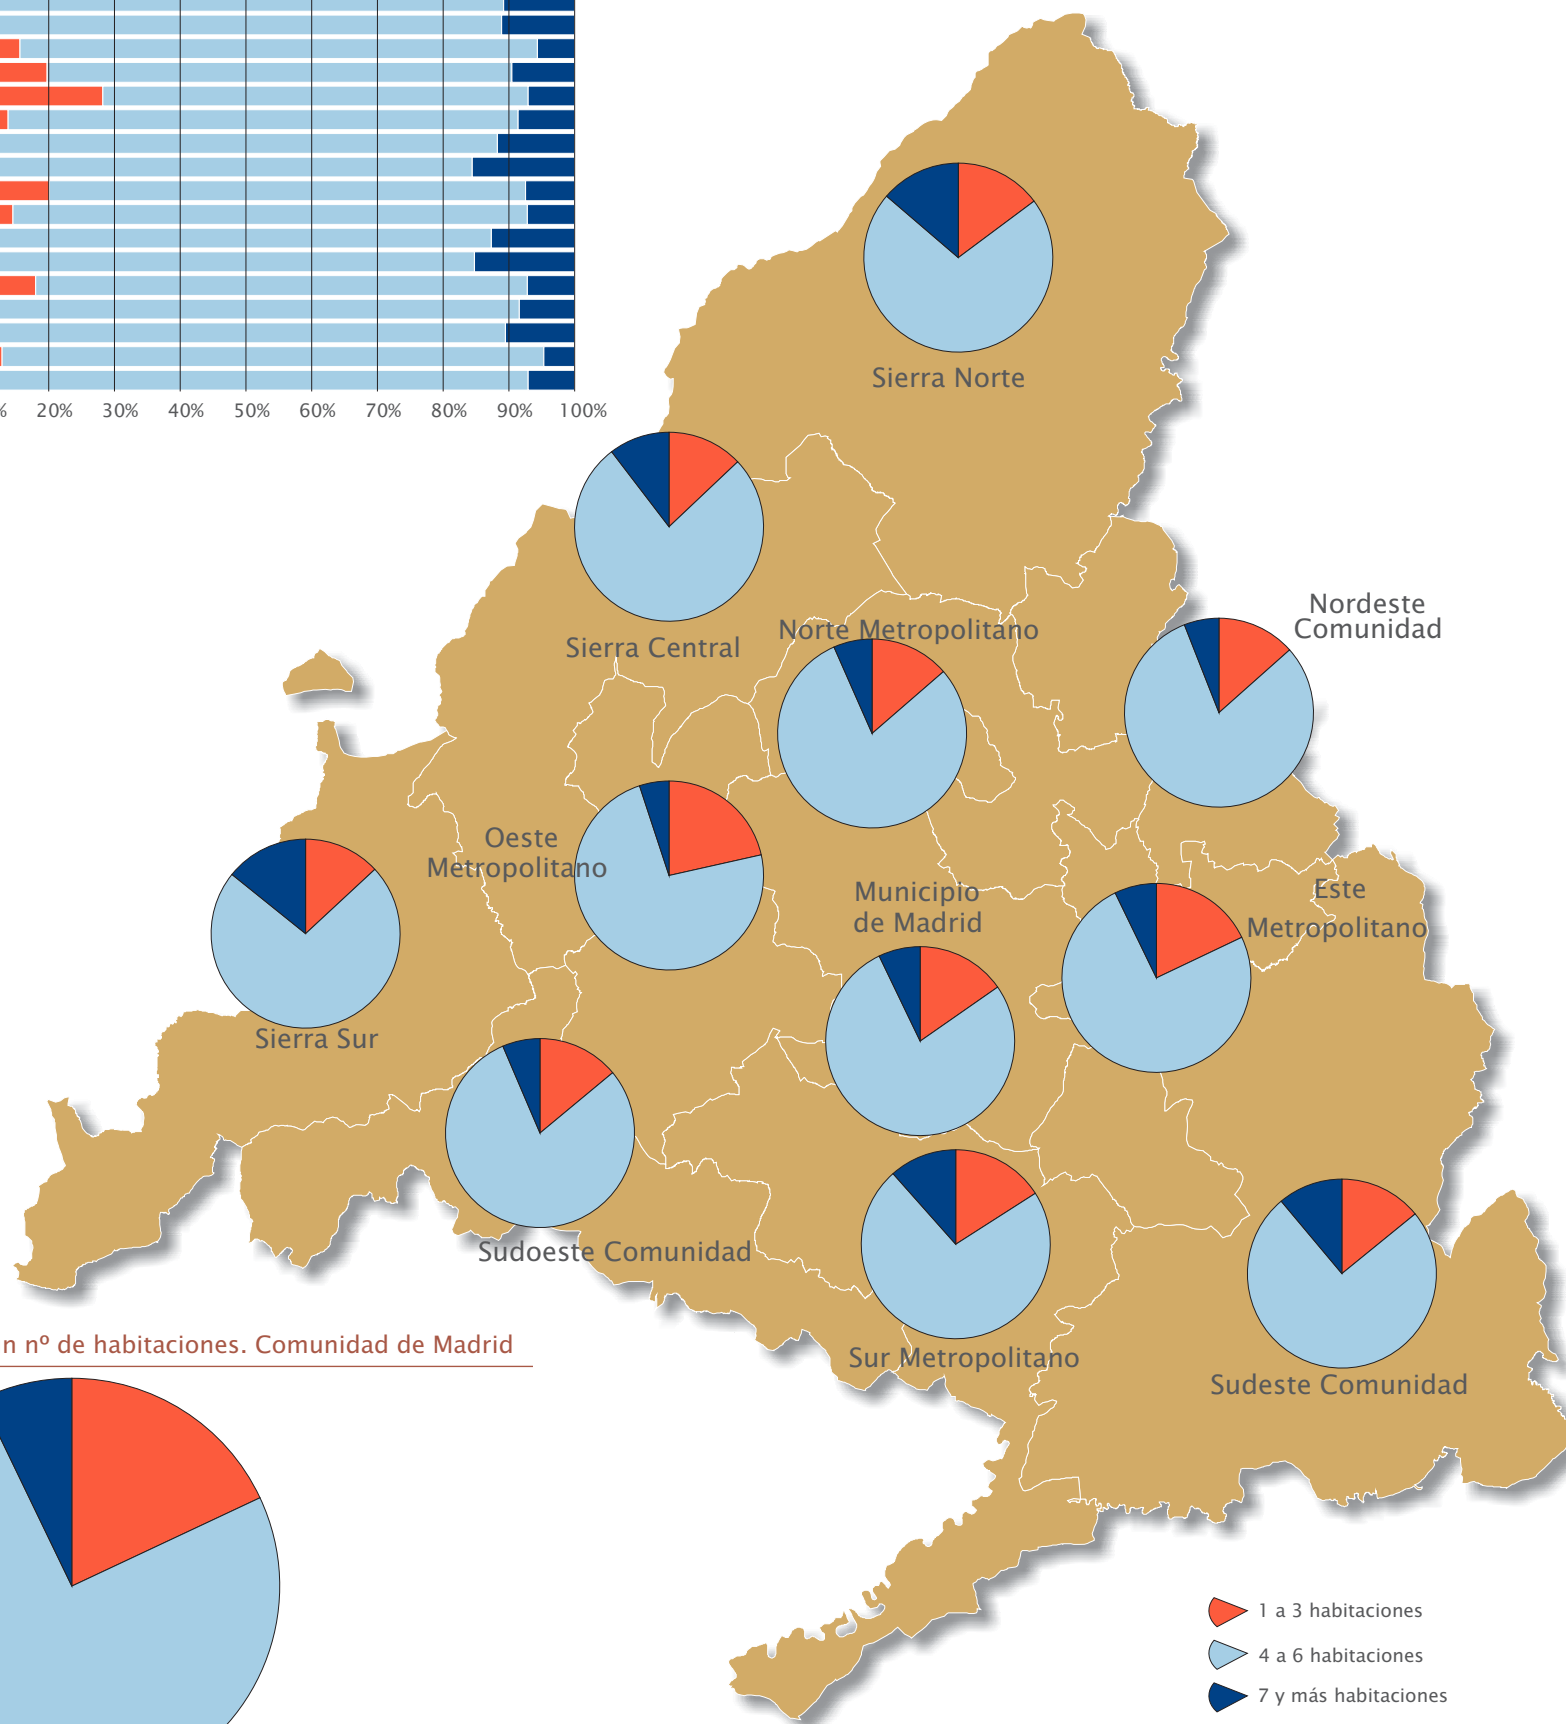 20% 30% 40% 50% 60% 70% 80% 90% 100%
Sierra Norte
Sierra Central
Norte Metropolitano
Nordeste
Comunidad
Oeste
Metropolitano
Municipio
de Madrid
Este
Metropolitano
Sierra Sur
Sudoeste Comunidad
Sur Metropolitano
Sudeste Comunidad
n nº de habitaciones. Comunidad de Madrid
1 a 3 habitaciones
4 a 6 habitaciones
7 y más habitaciones